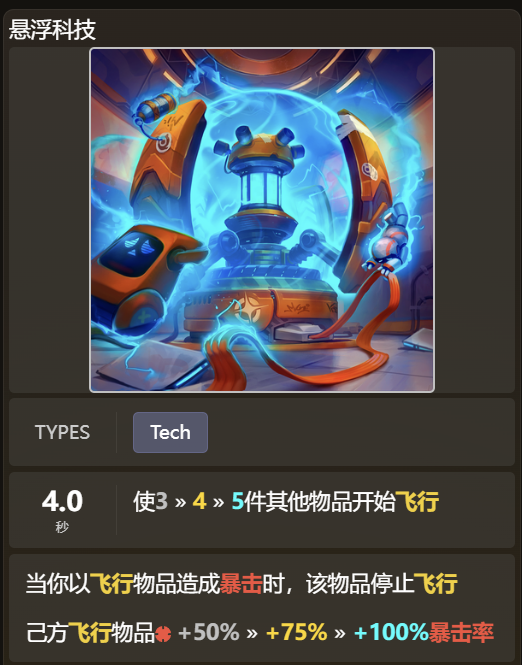 悬浮科技
TYPES
Tech
4.0
秒
使3 » 4 » 5件其他物品开始飞行
当你以飞行物品造成暴击时，该物品停止飞行
己方飞行物品 +50% » +75% » +100%暴击率